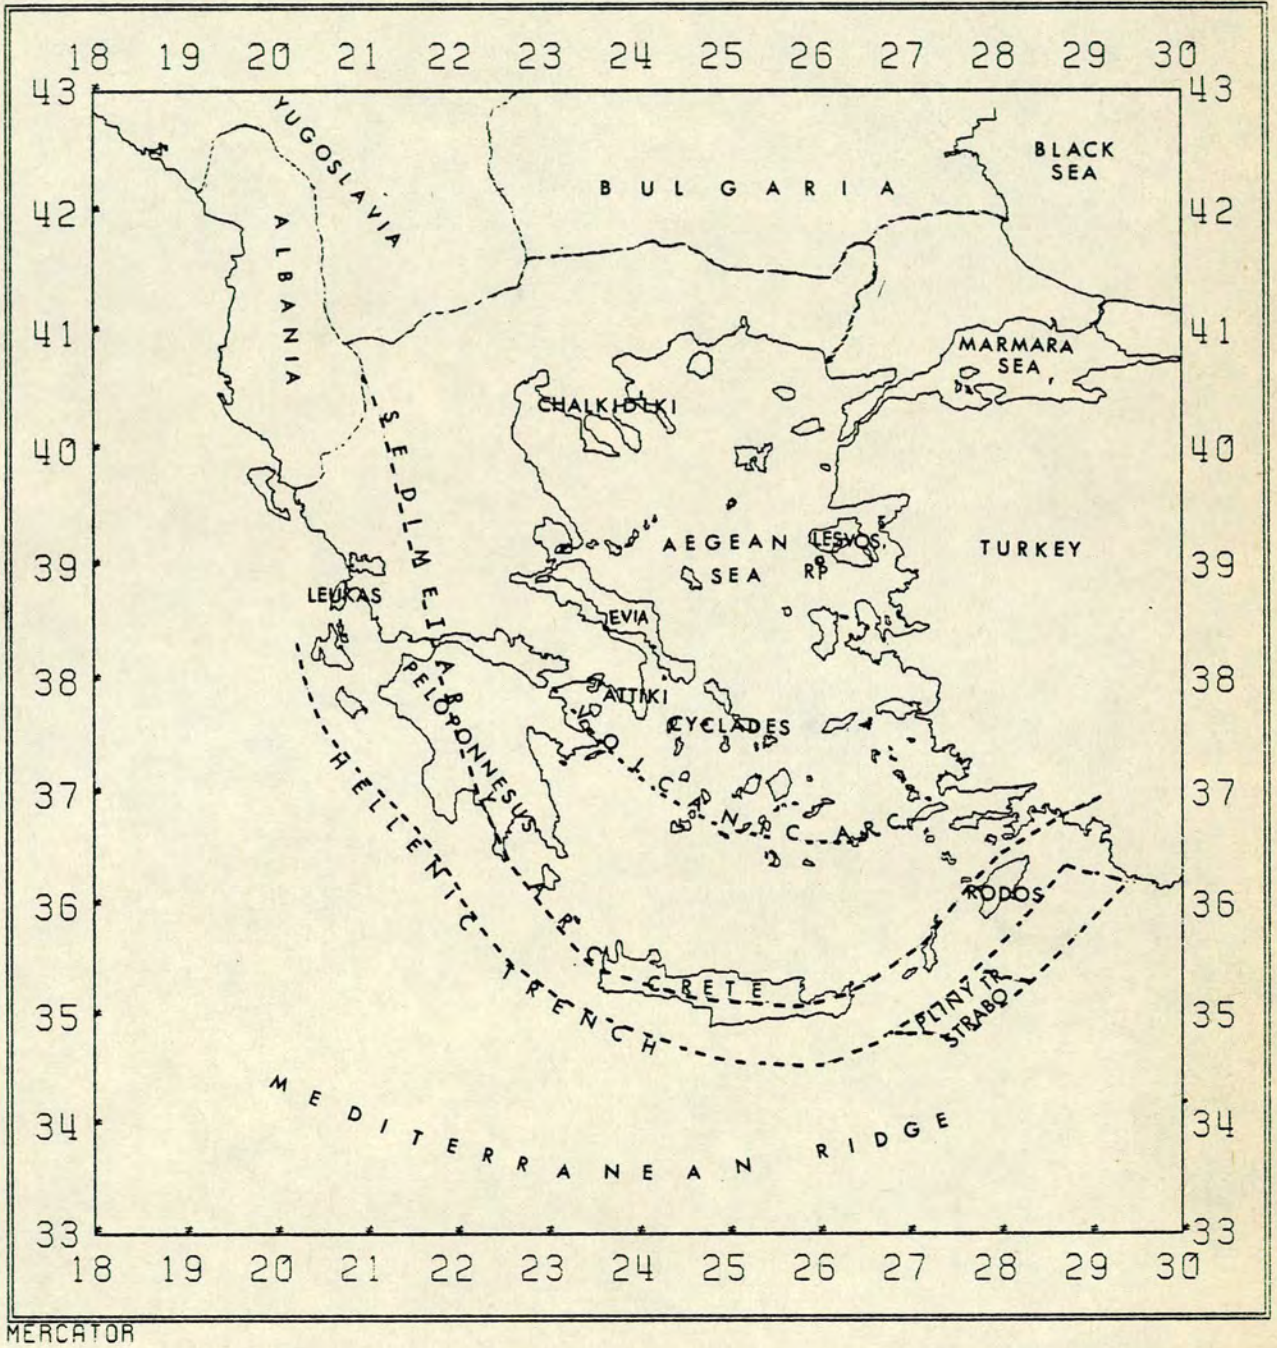 18 19 20 21 22 23 24 25 26 27 28 29 30
43 43
YUGOSLAVIA
BLACK
SEA
BULGARIA
42 42
ALBANIA
41 41
MARMARA
SEA
CHALKIDIKI
40 40
SEDIMEN
AEGEAN
SEA
LESVOS
RP
TURKEY
39 39
LEUKAS
EVIA
38 38
ATTIKI
PELOPONNESUS
CYCLADES
37 37
ARC
HELLENIC TRENCH
36 36
RODOS
CRETE
PLINY TR
STRABO
35 35
MEDITERRANEAN RIDGE
34 34
33 33
18 19 20 21 22 23 24 25 26 27 28 29 30
MERCATOR